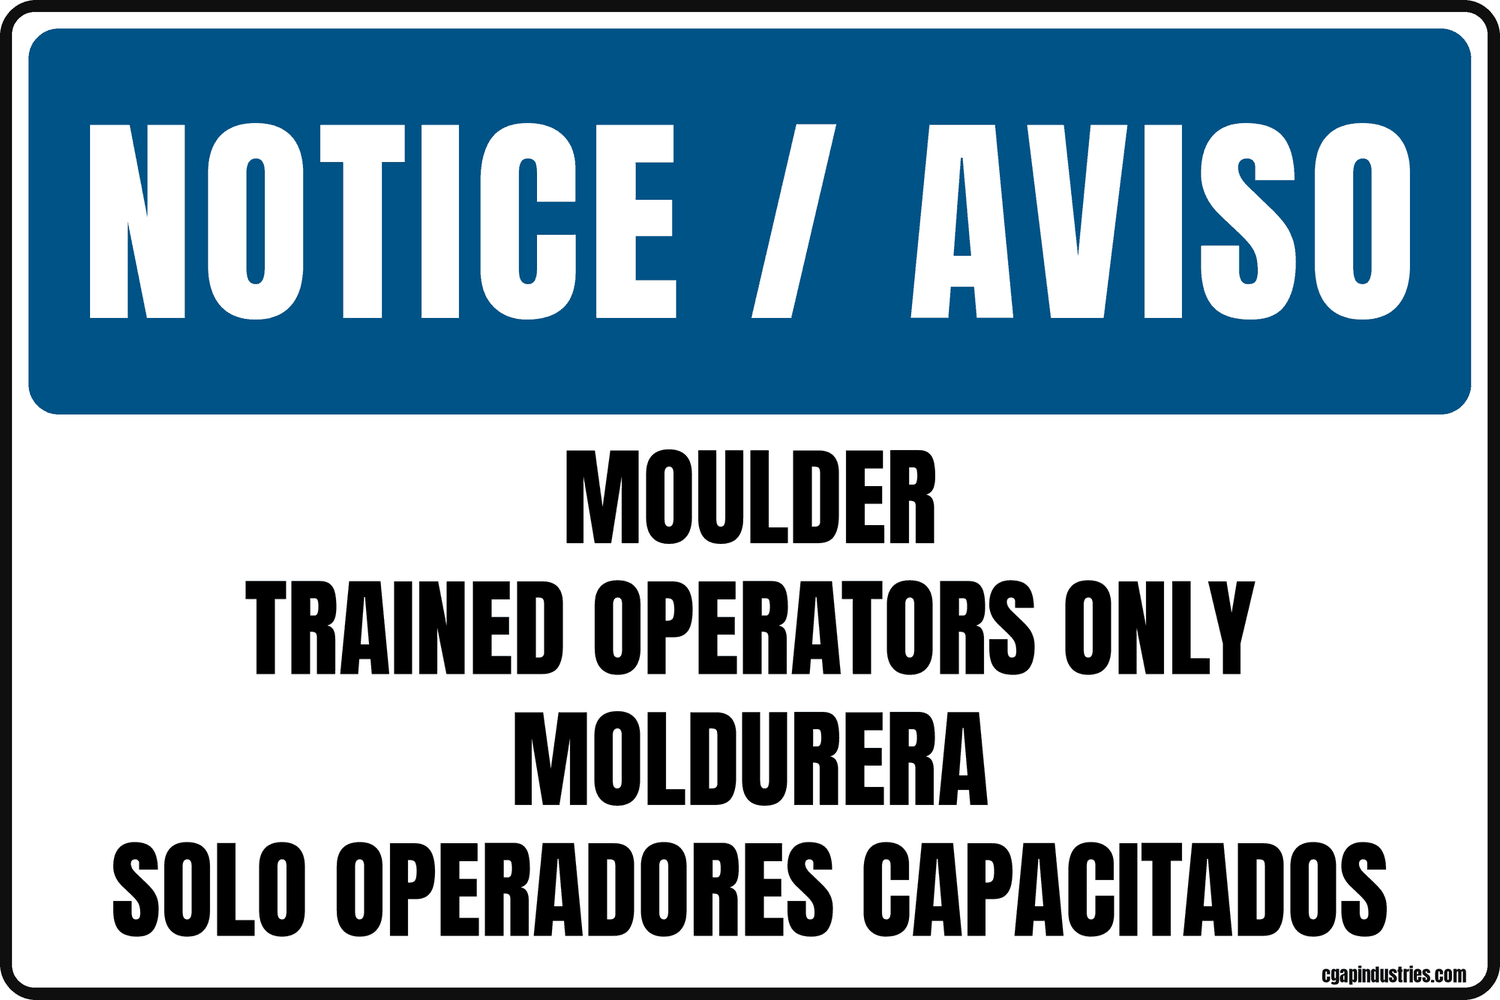 NOTICE / AVISO
MOULDER
TRAINED OPERATORS ONLY
MOLDURERA
SOLO OPERADORES CAPACITADOS
cgapindustries.com